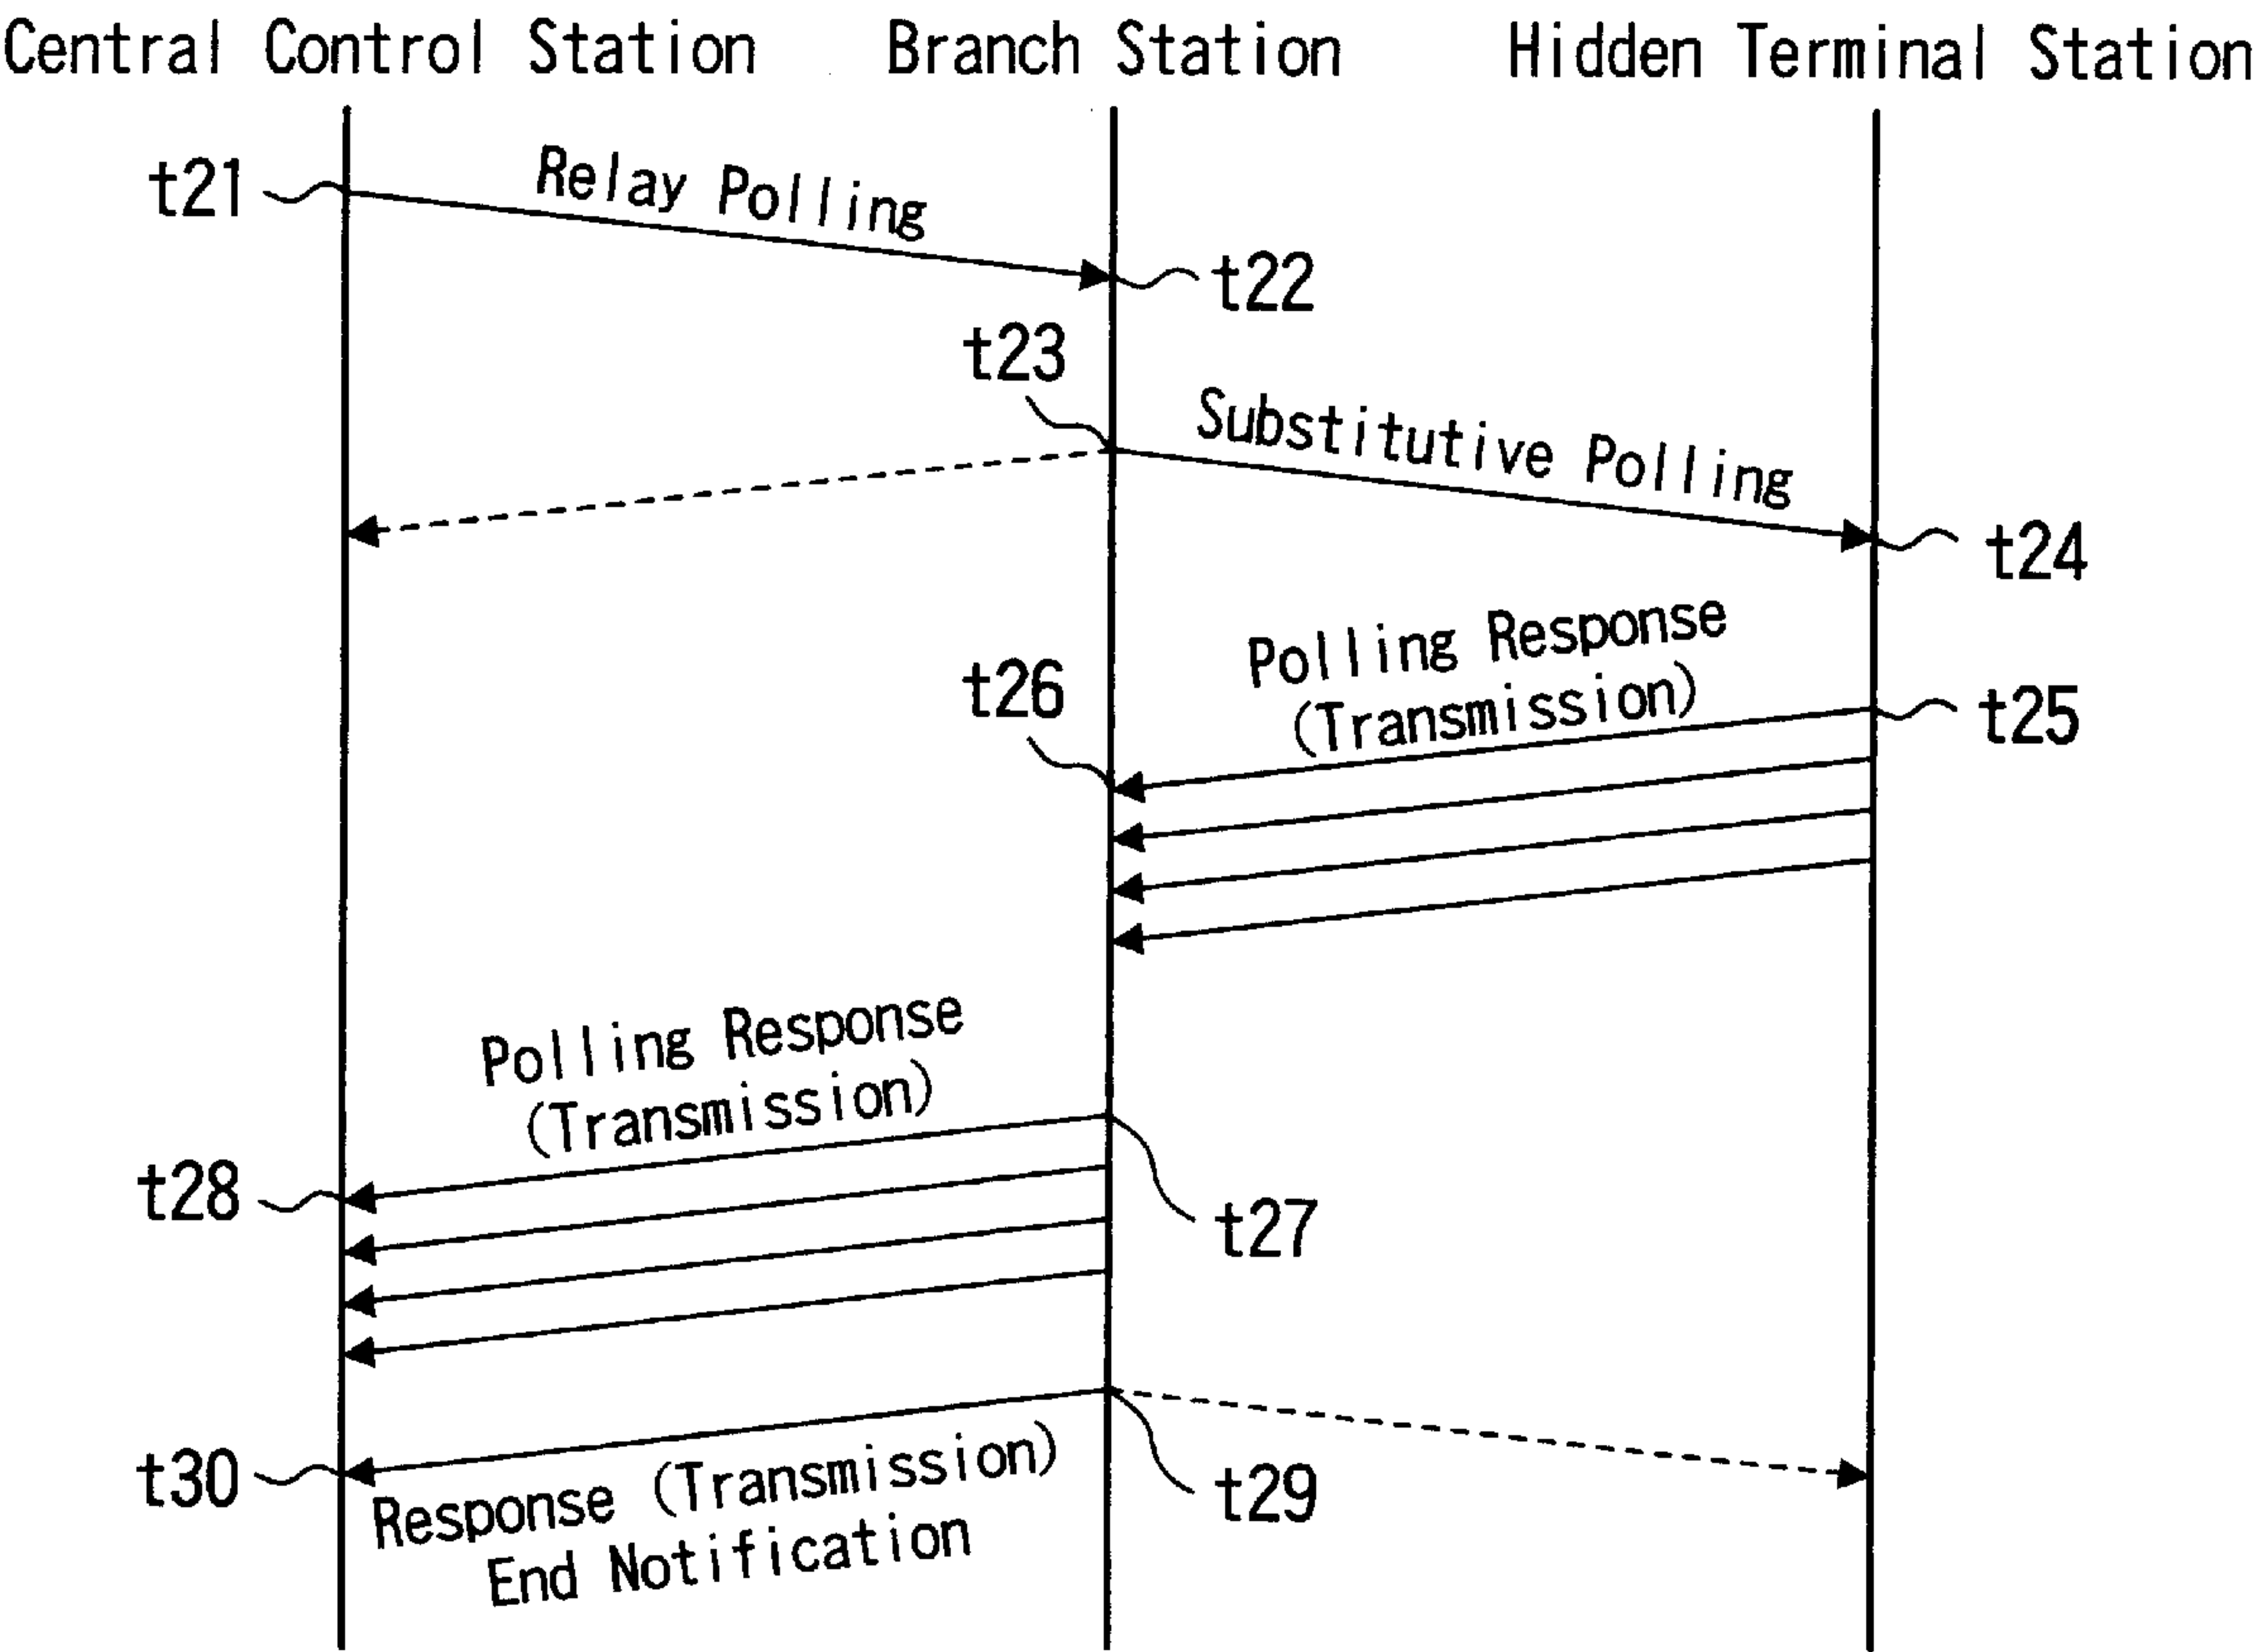 Central Control Station
Branch Station
Hidden Terminal Station
t21
Relay Polling
t22
t23
Substitutive Polling
t24
Polling Response
(Transmission)
t25
t26
Polling Response
(Transmission)
t28
t27
t30
Response (Transmission)
End Notification
t29